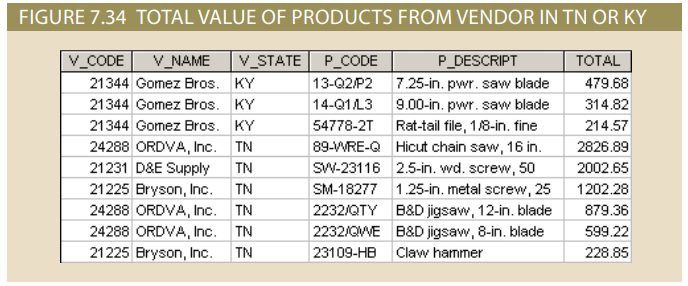 FIGURE 7.34 TOTAL VALUE OF PRODUCTS FROM VENDOR IN TN OR KY
V_CODE V_NAME V_STATE P_CODE P_DESCRIPT TOTAL
21344 Gomez Bros. KY 13-Q2/P2 7.25-in. pwr. saw blade 479.68
21344 Gomez Bros. KY 14-Q1/L3 9.00-in. pwr. saw blade 314.82
21344 Gomez Bros. KY 54778-2T Rat-tail file, 1/8-in. fine 214.57
24288 ORDVA, Inc. TN 89-WRE-Q Hicut chain saw, 16 in. 2826.89
21231 D&E Supply TN SW-23116 2.5-in. wd. screw, 50 2002.65
21225 Bryson, Inc. TN SM-18277 1.25-in. metal screw, 25 1202.28
24288 ORDVA, Inc. TN 2232/QTY B&D jigsaw, 12-in. blade 879.36
24288 ORDVA, Inc. TN 2232/QWE B&D jigsaw, 8-in. blade 599.22
21225 Bryson, Inc. TN 23109-HB Claw hammer 228.85